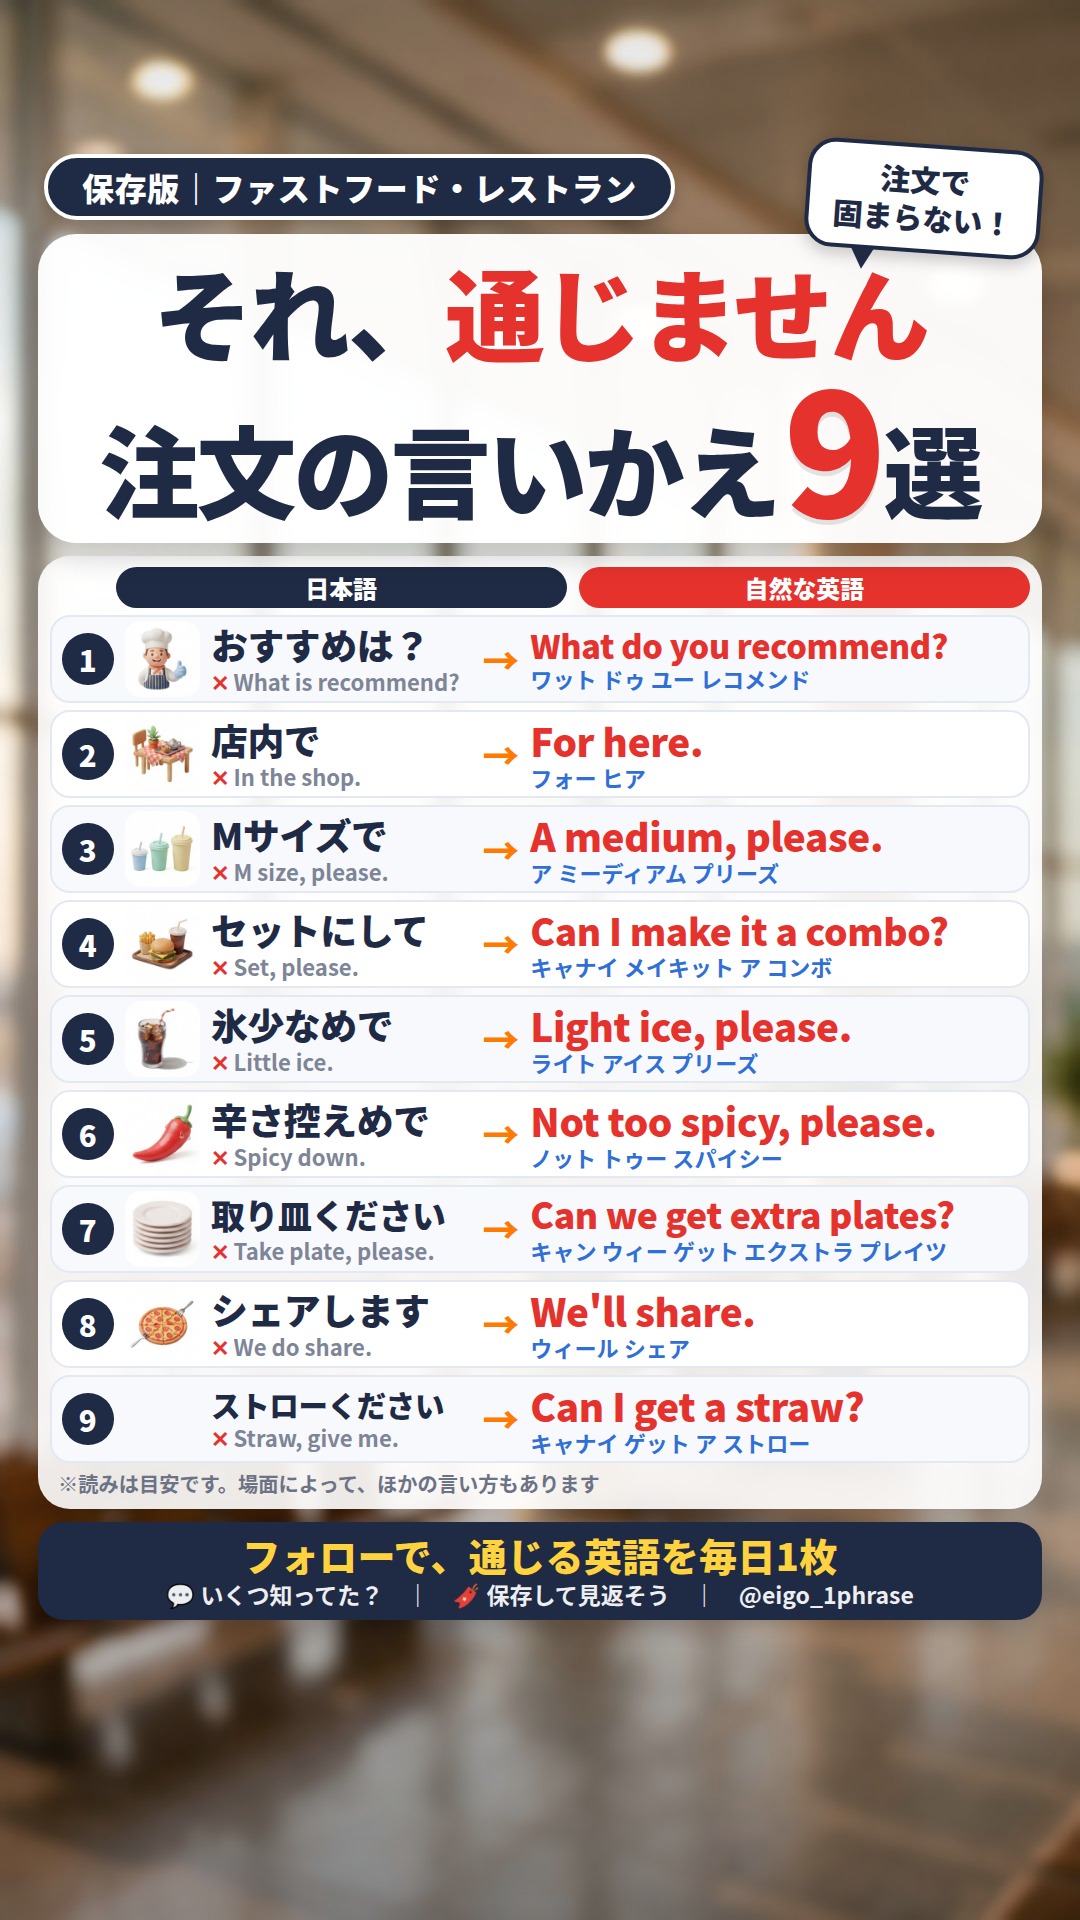 保存版｜ファストフード・レストラン
注文で
固まらない！
それ、通じません
注文の言いかえ9選
日本語
自然な英語
1
おすすめは？
× What is recommend?
→
What do you recommend?
ワット ドゥ ユー レコメンド
2
店内で
× In the shop.
→
For here.
フォー ヒア
3
Mサイズで
× M size, please.
→
A medium, please.
ア ミーディアム プリーズ
4
セットにして
× Set, please.
→
Can I make it a combo?
キャナイ メイキット ア コンボ
5
氷少なめで
× Little ice.
→
Light ice, please.
ライト アイス プリーズ
6
辛さ控えめで
× Spicy down.
→
Not too spicy, please.
ノット トゥー スパイシー
7
取り皿ください
× Take plate, please.
→
Can we get extra plates?
キャン ウィー ゲット エクストラ プレイツ
8
シェアします
× We do share.
→
We'll share.
ウィール シェア
9
ストローください
× Straw, give me.
→
Can I get a straw?
キャナイ ゲット ア ストロー
※読みは目安です。場面によって、ほかの言い方もあります
フォローで、通じる英語を毎日1枚
💬 いくつ知ってた？ ｜ 🔖 保存して見返そう ｜ @eigo_1phrase